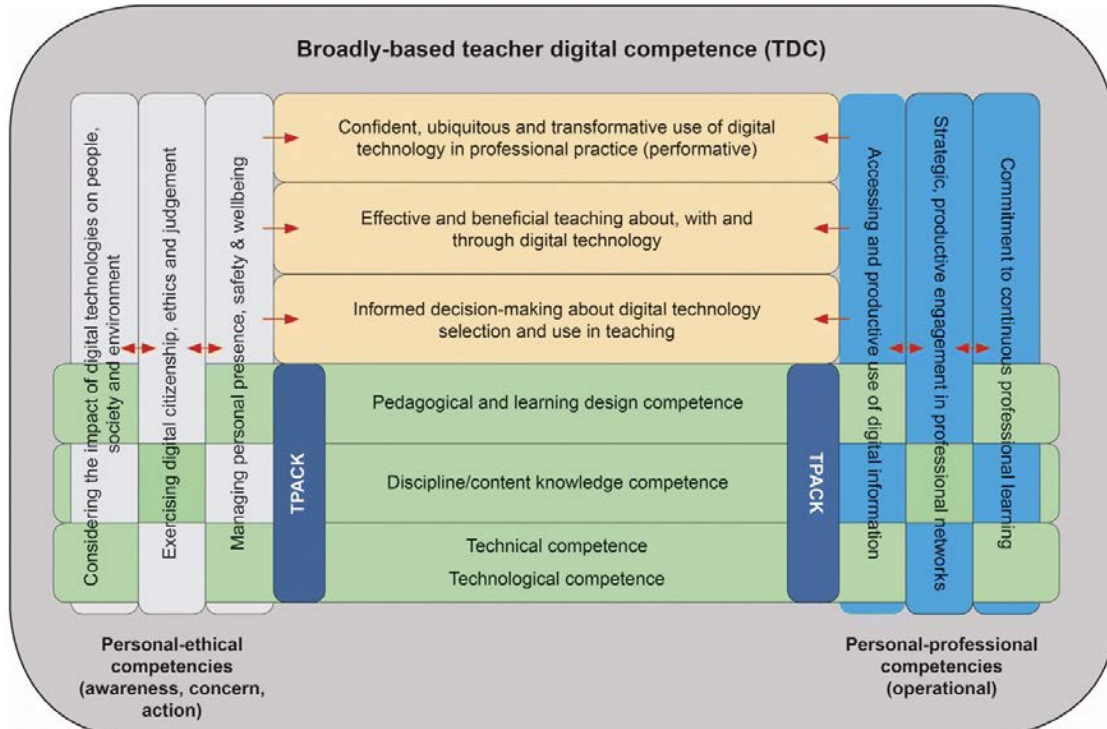 Broadly-based teacher digital competence (TDC)
Considering the impact of digital technologies on people,
society and environment
Exercising digital citizenship, ethics and judgement
Managing personal presence, safety & wellbeing
Confident, ubiquitous and transformative use of digital
technology in professional practice (performative)
Effective and beneficial teaching about, with and
through digital technology
Informed decision-making about digital technology
selection and use in teaching
TPACK
Pedagogical and learning design competence
Discipline/content knowledge competence
Technical competence
Technological competence
TPACK
Accessing and productive use of digital information
Strategic, productive engagement in professional networks
Commitment to continuous professional learning
Personal-ethical
competencies
(awareness, concern,
action)
Personal-professional
competencies
(operational)